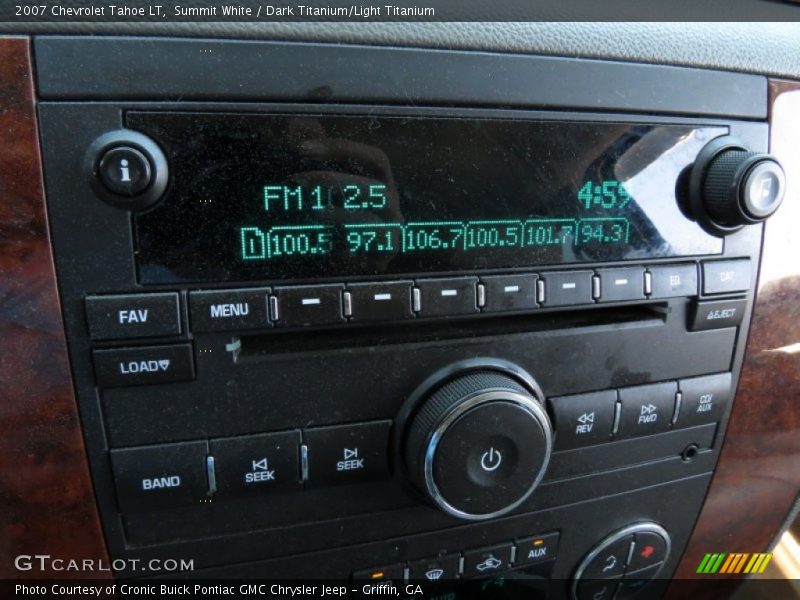 2007 Chevrolet Tahoe LT, Summit White / Dark Titanium/Light Titanium
i
FM 1 2.5 4:59
D 100.5 97.1 106.7 100.5 101.7 94.3
FAV MENU EQ CAT
LOAD EJECT
REV FWD CD/AUX
BAND SEEK SEEK
AUX
GTCARLOT.COM
Photo Courtesy of Cronic Buick Pontiac GMC Chrysler Jeep - Griffin, GA